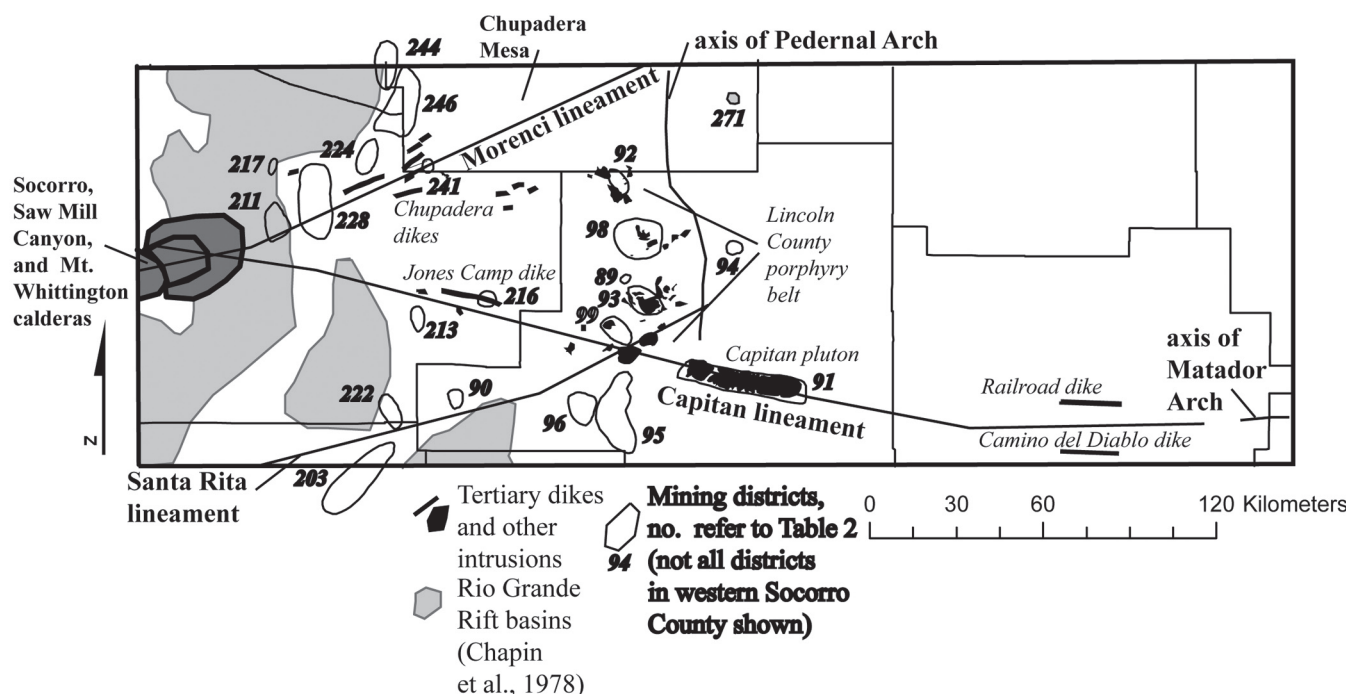 Chupadera
Mesa
axis of Pedernal Arch
244
246
271
Morenci lineament
224
217
92
241
211
228
Chupadera
dikes
98
Lincoln
County
porphyry
belt
94
Socorro,
Saw Mill
Canyon,
and Mt.
Whittington
calderas
Jones Camp dike
216
89
93
99
213
Capitan pluton
91
axis of
Matador
Arch
Railroad dike
222
90
96
95
Capitan lineament
Camino del Diablo dike
N
Santa Rita
lineament
203
Tertiary dikes
and other
intrusions
Rio Grande
Rift basins
(Chapin
et al., 1978)
94
Mining districts,
no. refer to Table 2
(not all districts
in western Socorro
County shown)
0 30 60 120 Kilometers